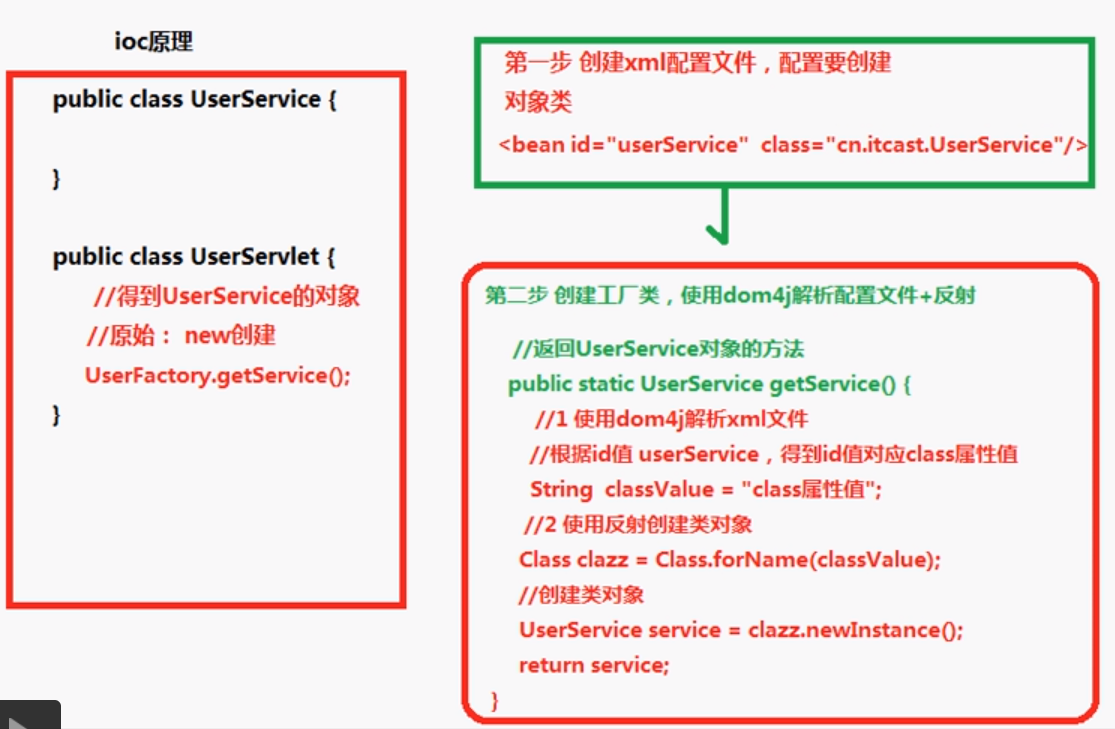 ioc原理
public class UserService {
}
public class UserServlet {
//得到UserService的对象
//原始： new创建
UserFactory.getService();
}
第一步 创建xml配置文件，配置要创建
对象类
<bean id="userService"  class="cn.itcast.UserService"/>
第二步 创建工厂类，使用dom4j解析配置文件+反射
//返回UserService对象的方法
public static UserService getService() {
//1 使用dom4j解析xml文件
//根据id值 userService，得到id值对应class属性值
String  classValue = "class属性值";
//2 使用反射创建类对象
Class clazz = Class.forName(classValue);
//创建类对象
UserService service = clazz.newInstance();
return service;
}